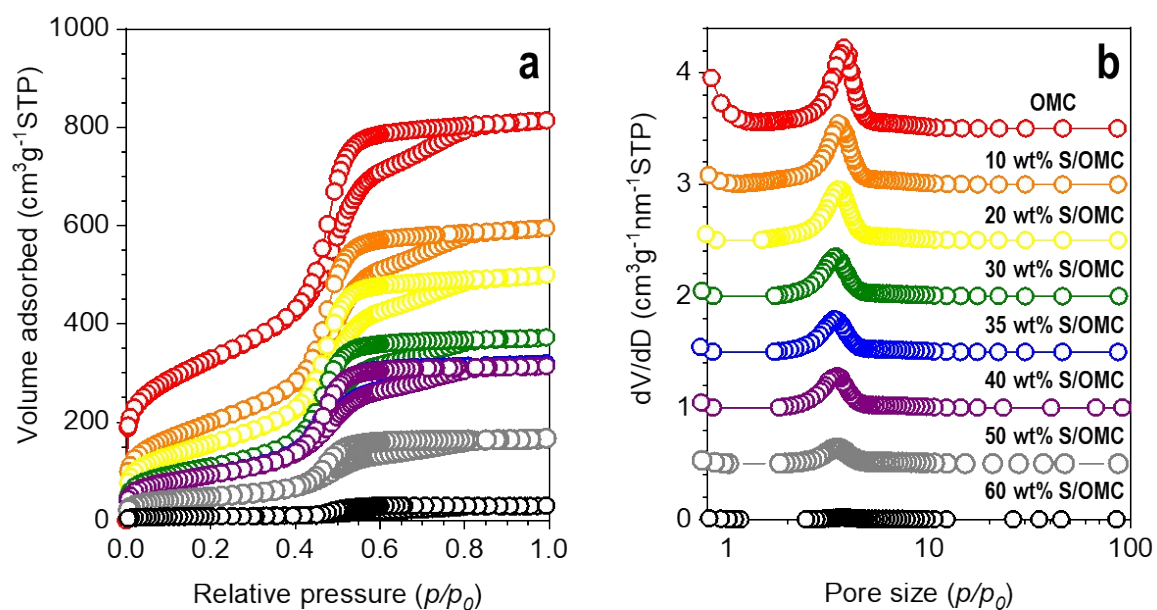 a
Volume adsorbed (cm³g⁻¹STP)
1000
800
600
400
200
0
0.0 0.2 0.4 0.6 0.8 1.0
Relative pressure (p/p₀)
b
dV/dD (cm³g⁻¹nm⁻¹STP)
4
3
2
1
0
OMC
10 wt% S/OMC
20 wt% S/OMC
30 wt% S/OMC
35 wt% S/OMC
40 wt% S/OMC
50 wt% S/OMC
60 wt% S/OMC
1 10 100
Pore size (p/p₀)